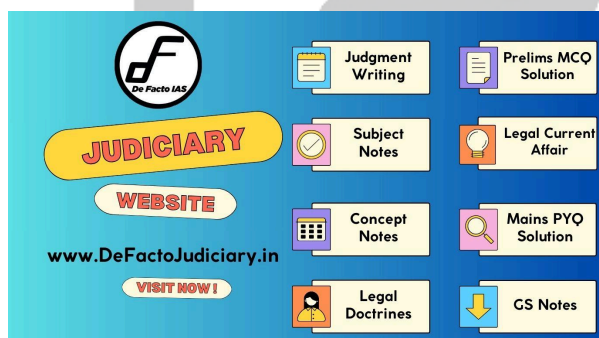 De Facto IAS
JUDICIARY
WEBSITE
www.DeFactoJudiciary.in
VISIT NOW !
Judgment
Writing
Prelims MCQ
Solution
Subject
Notes
Legal Current
Affair
Concept
Notes
Mains PYQ
Solution
Legal
Doctrines
GS Notes